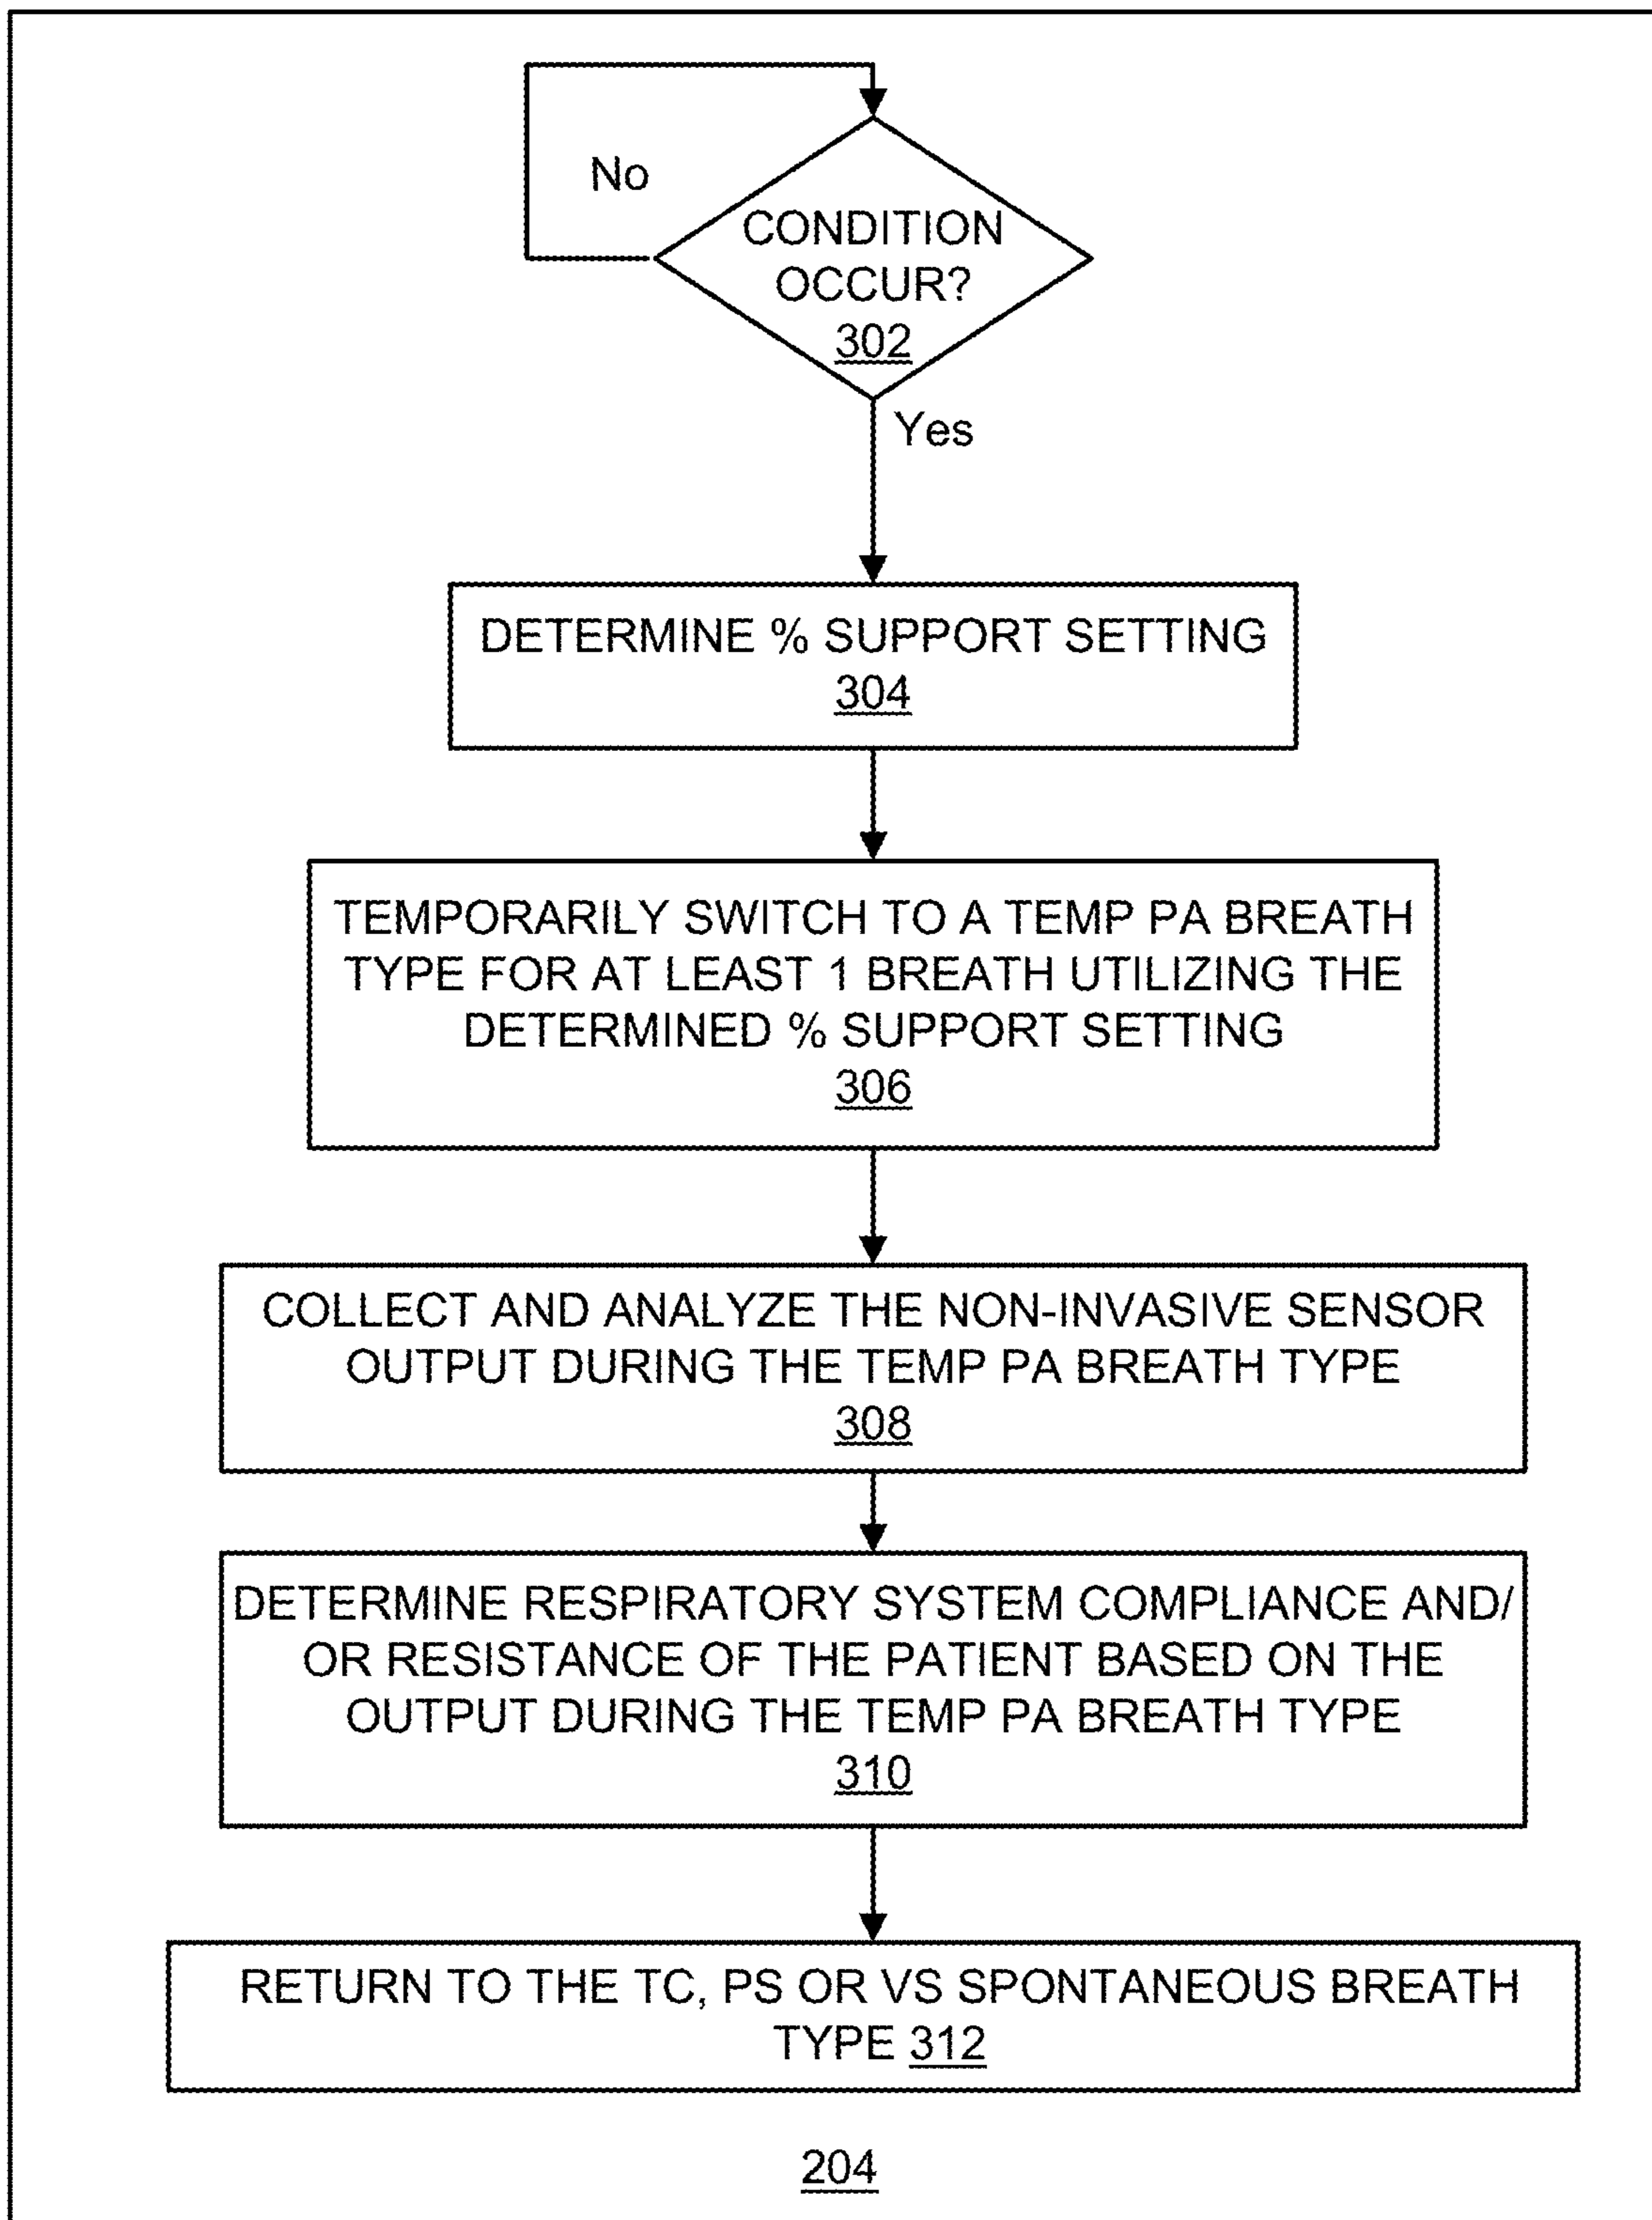 No
CONDITION
OCCUR?
302
Yes
DETERMINE % SUPPORT SETTING
304
TEMPORARILY SWITCH TO A TEMP PA BREATH
TYPE FOR AT LEAST 1 BREATH UTILIZING THE
DETERMINED % SUPPORT SETTING
306
COLLECT AND ANALYZE THE NON-INVASIVE SENSOR
OUTPUT DURING THE TEMP PA BREATH TYPE
308
DETERMINE RESPIRATORY SYSTEM COMPLIANCE AND/
OR RESISTANCE OF THE PATIENT BASED ON THE
OUTPUT DURING THE TEMP PA BREATH TYPE
310
RETURN TO THE TC, PS OR VS SPONTANEOUS BREATH
TYPE 312
204